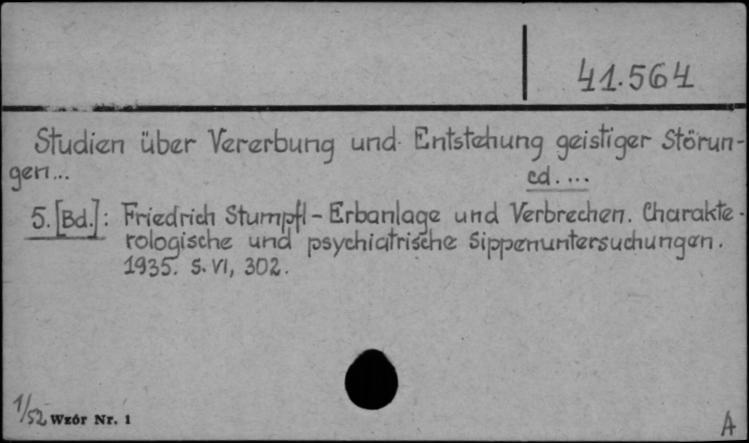 41.564
Studien über Vererbung und Entstehung geistiger Störun-
gen...
cd. ...
5. [Bd.]: Friedrich Stumpfl - Erbanlage und Verbrechen. Charakte-
rologische und psychiatrische Sippenuntersuchungen.
1935. S. VI, 302.
1/52 Wzór Nr. 1
A